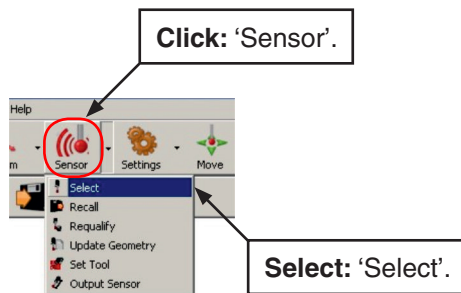 Click: ‘Sensor’.
Help
m
Sensor
Settings
Move
Select
Recall
Requalify
Update Geometry
Set Tool
Output Sensor
Select: ‘Select’.